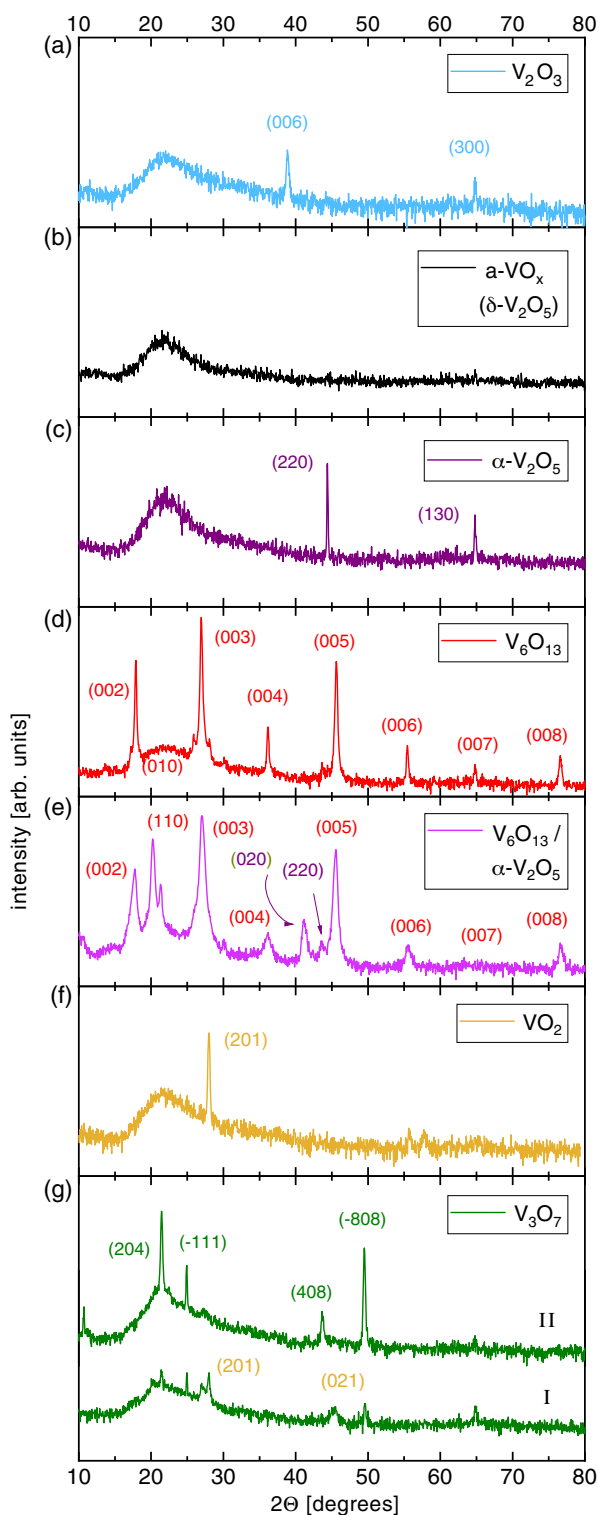 10 20 30 40 50 60 70 80
(a)
V2O3
(006)
(300)
(b)
a-VOx
(δ-V2O5)
(c)
α-V2O5
(220)
(130)
(d)
V6O13
(002)
(003)
(004)
(005)
(006)
(007)
(008)
(010)
(e)
V6O13 /
α-V2O5
(002)
(110)
(003)
(004)
(020)
(220)
(005)
(006)
(007)
(008)
(f)
VO2
(201)
(g)
V3O7
(204)
(-111)
(408)
(-808)
II
(201)
(021)
I
10 20 30 40 50 60 70 80
2Θ [degrees]
intensity [arb. units]